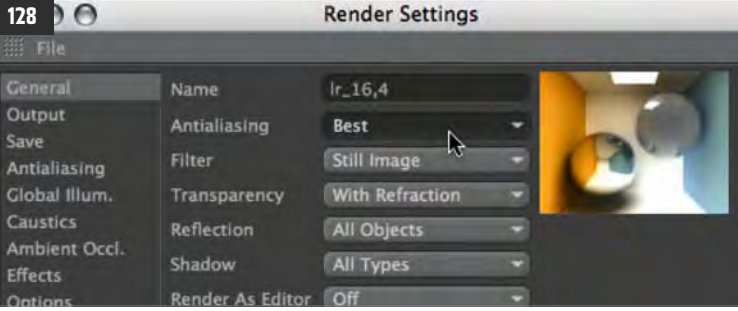 128
Render Settings
File
General
Output
Save
Antialiasing
Global Illum.
Caustics
Ambient Occl.
Effects
Options
Name lr_16,4
Antialiasing Best
Filter Still Image
Transparency With Refraction
Reflection All Objects
Shadow All Types
Render As Editor Off